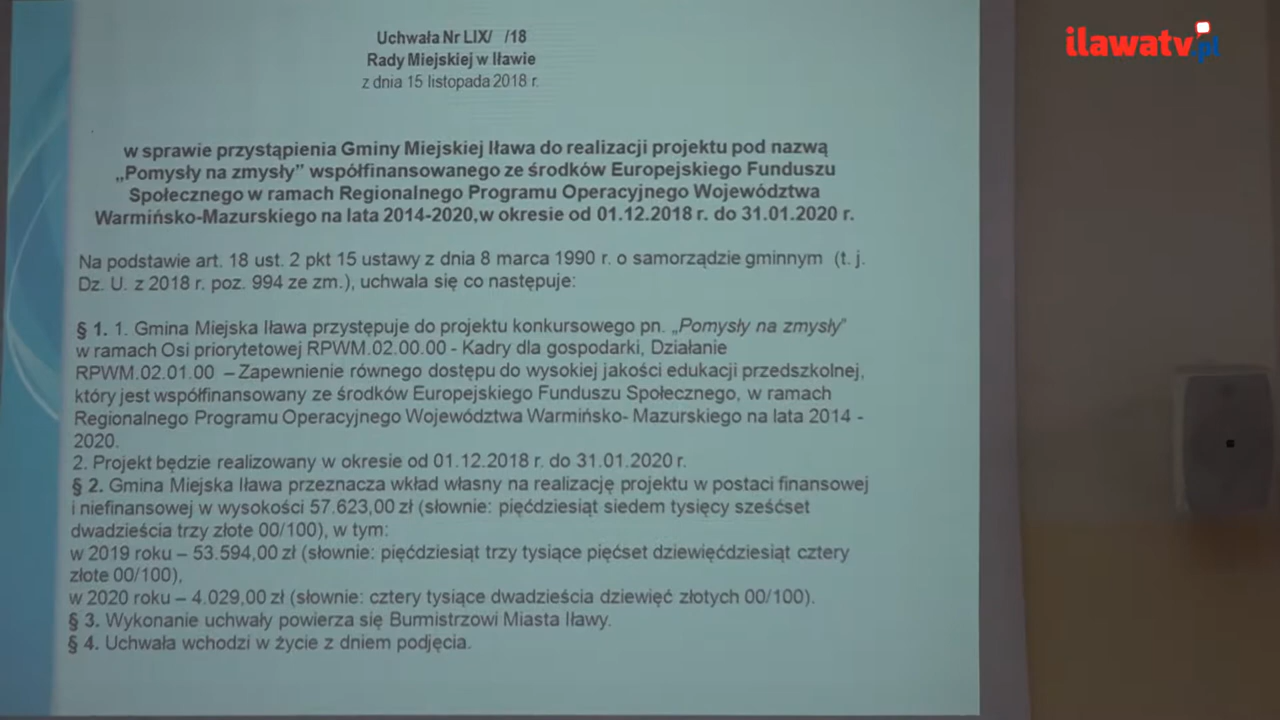 Uchwała Nr LIX/ /18
Rady Miejskiej w Iławie
z dnia 15 listopada 2018 r.
w sprawie przystąpienia Gminy Miejskiej Iława do realizacji projektu pod nazwą
„Pomysły na zmysły” współfinansowanego ze środków Europejskiego Funduszu
Społecznego w ramach Regionalnego Programu Operacyjnego Województwa
Warmińsko-Mazurskiego na lata 2014-2020,w okresie od 01.12.2018 r. do 31.01.2020 r.
Na podstawie art. 18 ust. 2 pkt 15 ustawy z dnia 8 marca 1990 r. o samorządzie gminnym (t. j.
Dz. U. z 2018 r. poz. 994 ze zm.), uchwala się co następuje:
§ 1. 1. Gmina Miejska Iława przystępuje do projektu konkursowego pn. „Pomysły na zmysły”
w ramach Osi priorytetowej RPWM.02.00.00 - Kadry dla gospodarki, Działanie
RPWM.02.01.00 – Zapewnienie równego dostępu do wysokiej jakości edukacji przedszkolnej,
który jest współfinansowany ze środków Europejskiego Funduszu Społecznego, w ramach
Regionalnego Programu Operacyjnego Województwa Warmińsko- Mazurskiego na lata 2014 -
2020.
2. Projekt będzie realizowany w okresie od 01.12.2018 r. do 31.01.2020 r.
§ 2. Gmina Miejska Iława przeznacza wkład własny na realizację projektu w postaci finansowej
i niefinansowej w wysokości 57.623,00 zł (słownie: pięćdziesiąt siedem tysięcy sześćset
dwadzieścia trzy złote 00/100), w tym:
w 2019 roku – 53.594,00 zł (słownie: pięćdziesiąt trzy tysiące pięćset dziewięćdziesiąt cztery
złote 00/100),
w 2020 roku – 4.029,00 zł (słownie: cztery tysiące dwadzieścia dziewięć złotych 00/100).
§ 3. Wykonanie uchwały powierza się Burmistrzowi Miasta Iławy.
§ 4. Uchwała wchodzi w życie z dniem podjęcia.
ilawatv.pl